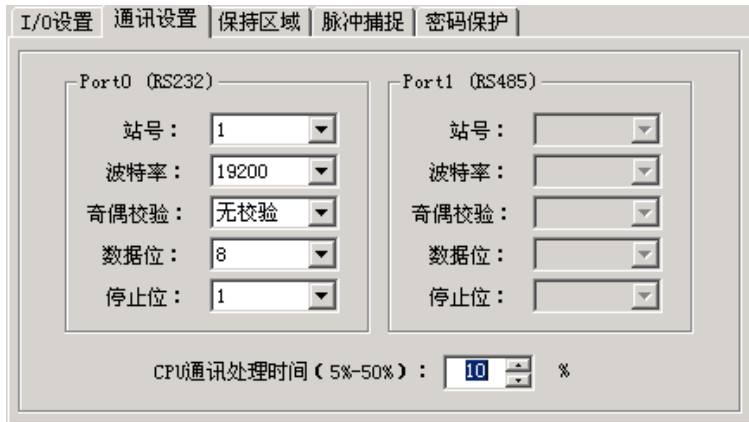 I/O设置 通讯设置 保持区域 脉冲捕捉 密码保护
Port0 (RS232) Port1 (RS485)
站号： 1 站号：
波特率： 19200 波特率：
奇偶校验： 无校验 奇偶校验：
数据位： 8 数据位：
停止位： 1 停止位：
CPU通讯处理时间(5%-50%)： 10 %